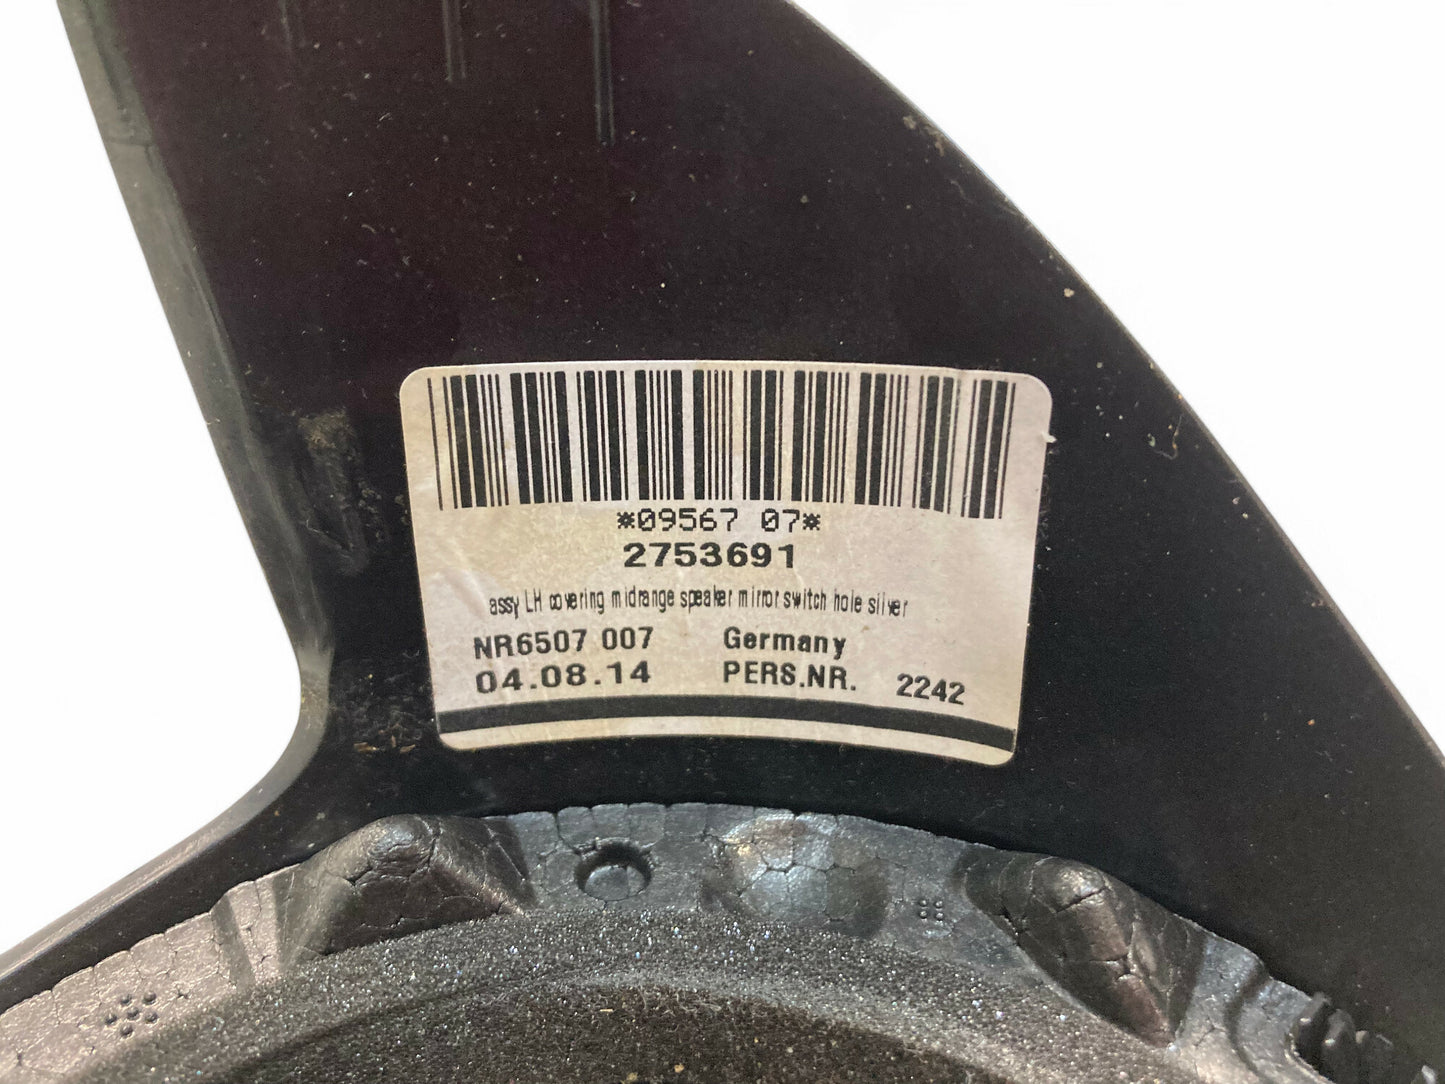 *09567 07*
2753691
assy LH covering midrange speaker mirror switch hole silver
NR6507 007 Germany
04.08.14 PERS.NR. 2242